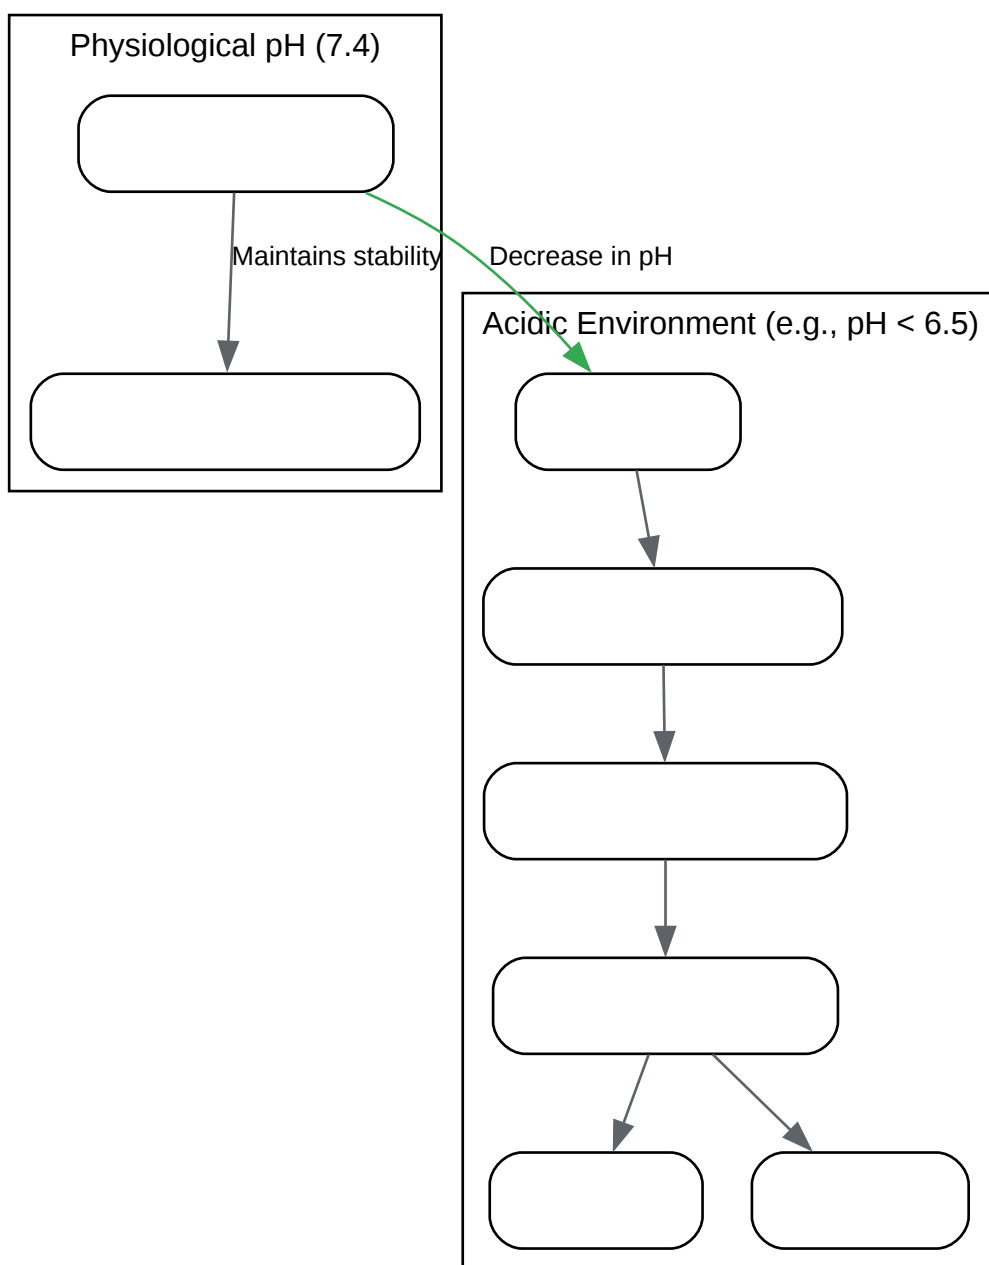 Physiological pH (7.4)
Maintains stability
Decrease in pH
Acidic Environment (e.g., pH < 6.5)